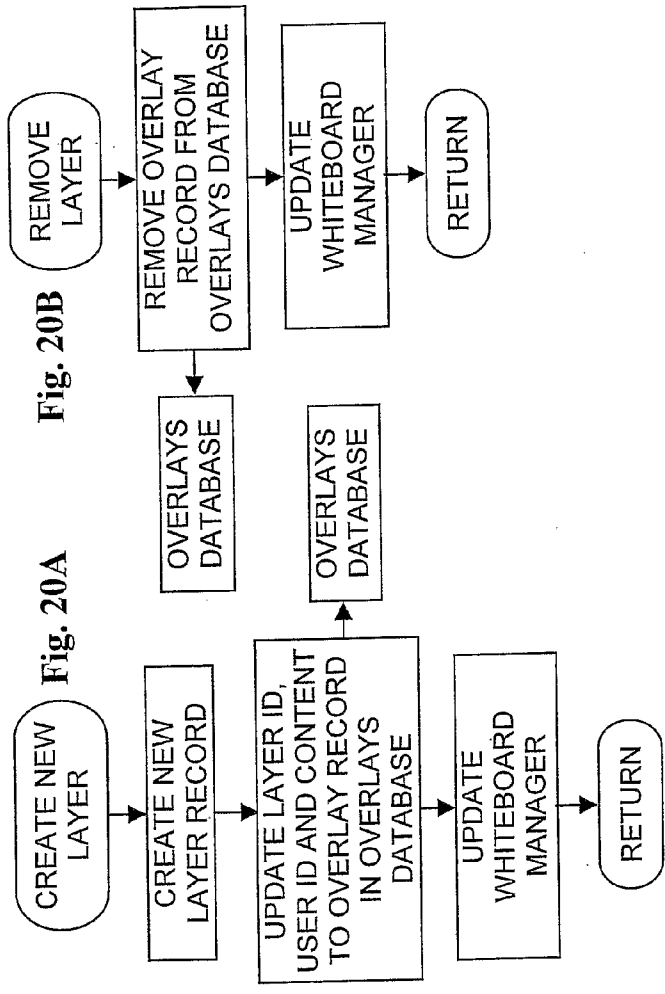 Fig. 20A
CREATE NEW
LAYER
CREATE NEW
LAYER RECORD
UPDATE LAYER ID,
USER ID AND CONTENT
TO OVERLAY RECORD
IN OVERLAYS
DATABASE
OVERLAYS
DATABASE
UPDATE
WHITEBOARD
MANAGER
RETURN
Fig. 20B
REMOVE
LAYER
REMOVE OVERLAY
RECORD FROM
OVERLAYS DATABASE
OVERLAYS
DATABASE
UPDATE
WHITEBOARD
MANAGER
RETURN